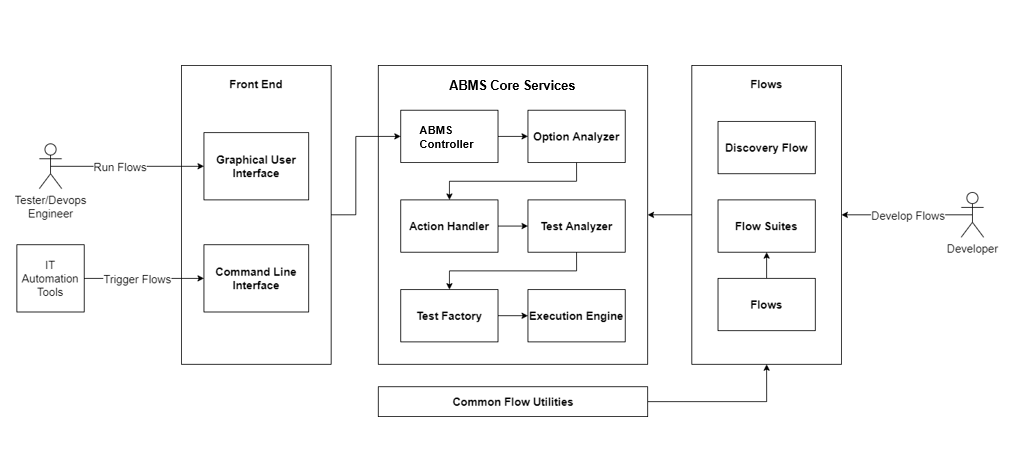 Front End
ABMS Core Services
Flows
Graphical User
Interface
ABMS
Controller
Option Analyzer
Discovery Flow
Run Flows
Tester/Devops
Engineer
Action Handler
Test Analyzer
Flow Suites
Develop Flows
Developer
IT
Automation
Tools
Trigger Flows
Command Line
Interface
Test Factory
Execution Engine
Flows
Common Flow Utilities